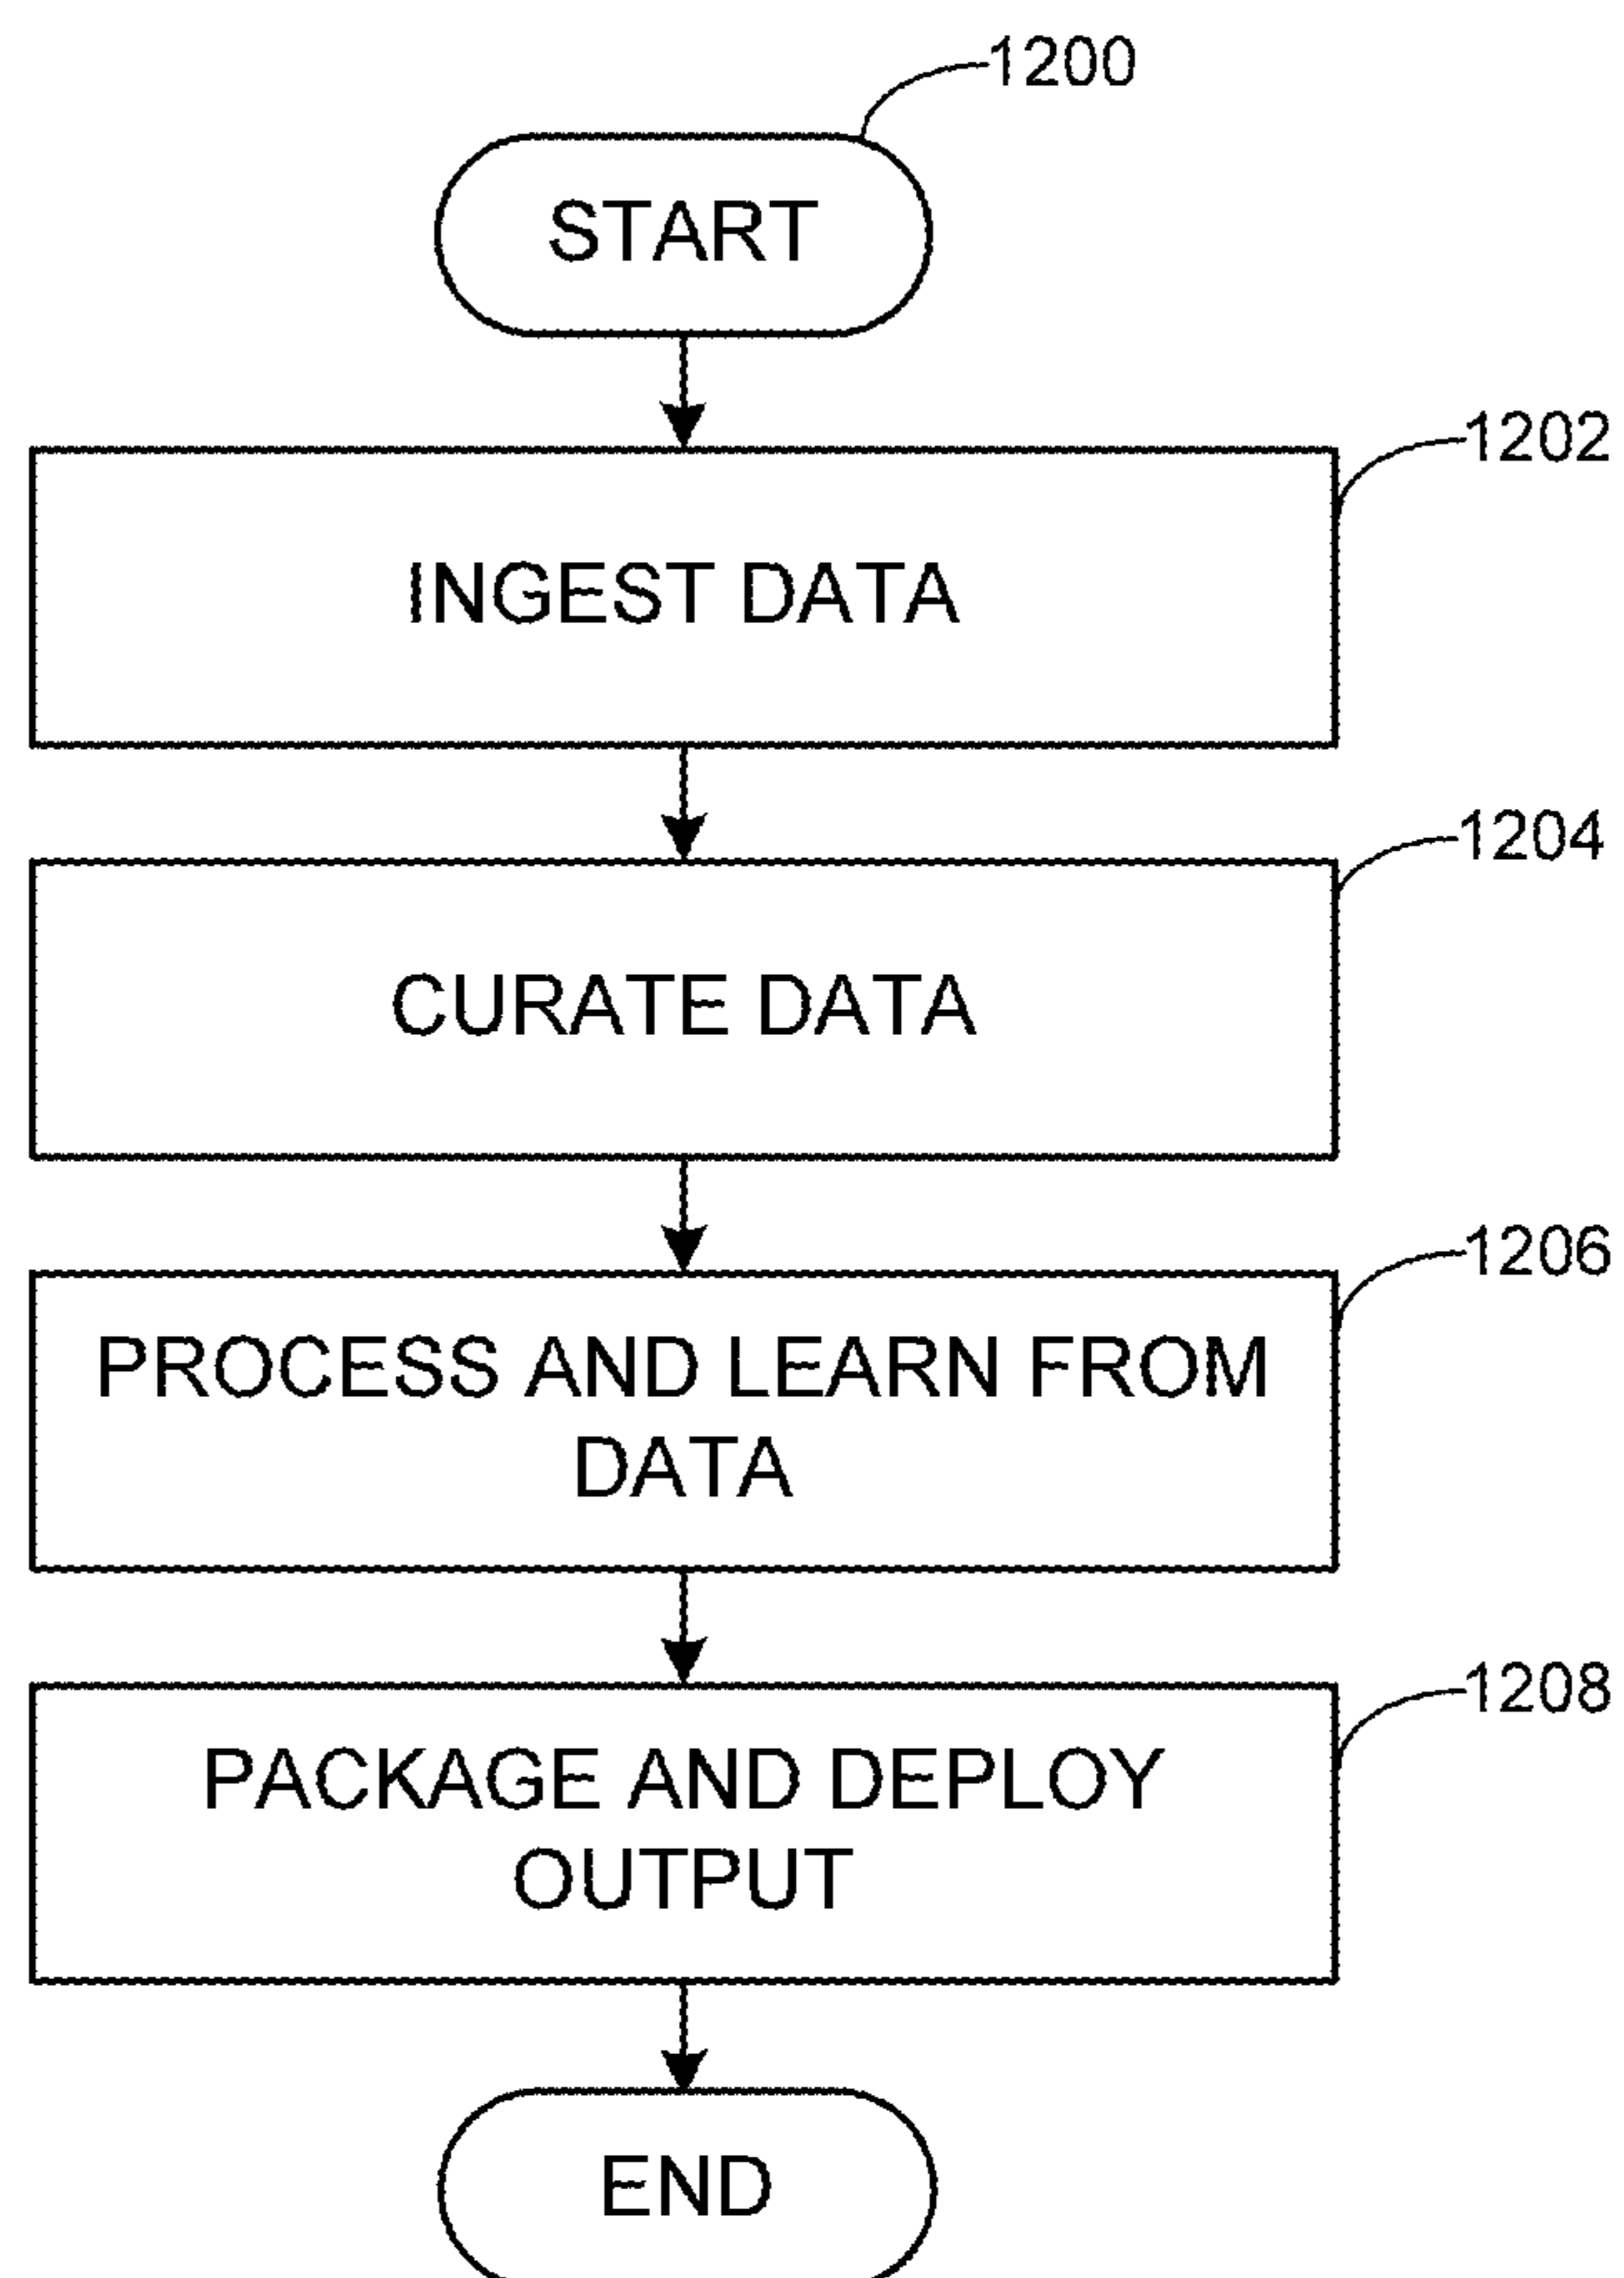 1200
START
1202
INGEST DATA
1204
CURATE DATA
1206
PROCESS AND LEARN FROM
DATA
1208
PACKAGE AND DEPLOY
OUTPUT
END